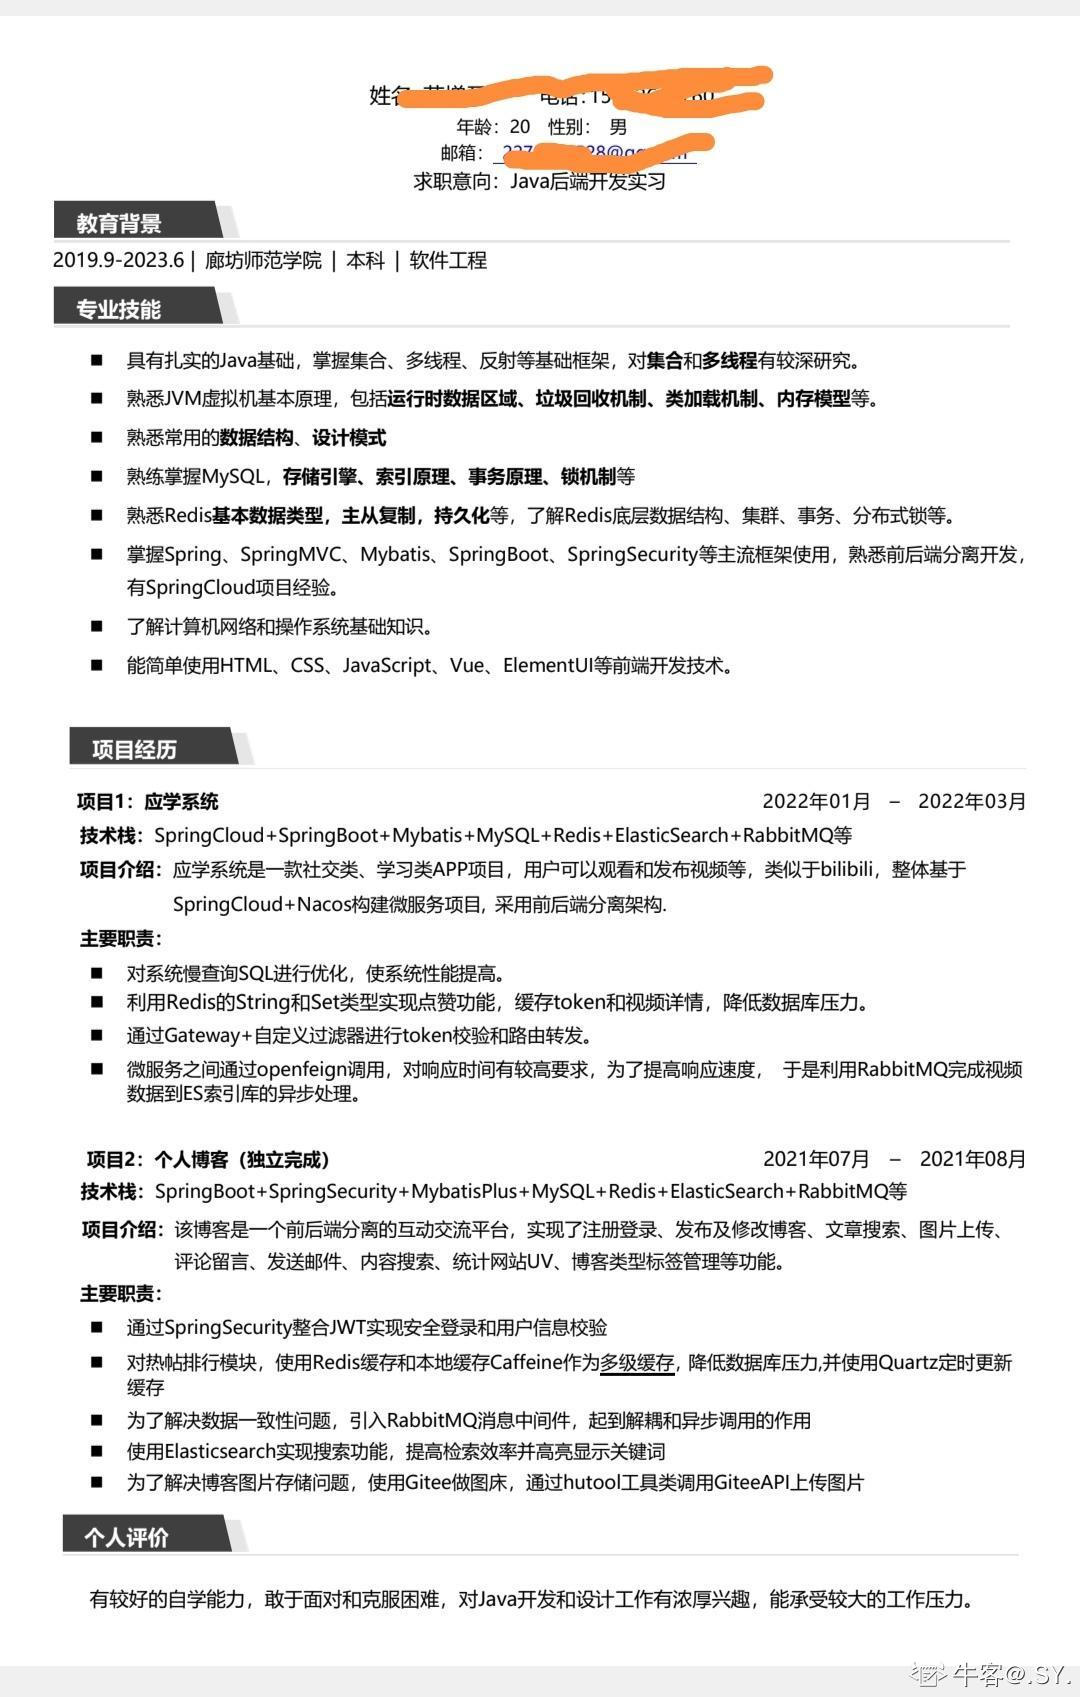 姓名 电话:15
年龄：20 性别： 男
邮箱：
求职意向：Java后端开发实习
教育背景
2019.9-2023.6 | 廊坊师范学院 | 本科 | 软件工程
专业技能
■ 具有扎实的Java基础，掌握集合、多线程、反射等基础框架，对集合和多线程有较深研究。
■ 熟悉JVM虚拟机基本原理，包括运行时数据区域、垃圾回收机制、类加载机制、内存模型等。
■ 熟悉常用的数据结构、设计模式
■ 熟练掌握MySQL，存储引擎、索引原理、事务原理、锁机制等
■ 熟悉Redis基本数据类型，主从复制，持久化等，了解Redis底层数据结构、集群、事务、分布式锁等。
■ 掌握Spring、SpringMVC、Mybatis、SpringBoot、SpringSecurity等主流框架使用，熟悉前后端分离开发，
有SpringCloud项目经验。
■ 了解计算机网络和操作系统基础知识。
■ 能简单使用HTML、CSS、JavaScript、Vue、ElementUI等前端开发技术。
项目经历
项目1：应学系统 2022年01月 – 2022年03月
技术栈：SpringCloud+SpringBoot+Mybatis+MySQL+Redis+ElasticSearch+RabbitMQ等
项目介绍：应学系统是一款社交类、学习类APP项目，用户可以观看和发布视频等，类似于bilibili，整体基于
SpringCloud+Nacos构建微服务项目, 采用前后端分离架构.
主要职责：
■ 对系统慢查询SQL进行优化，使系统性能提高。
■ 利用Redis的String和Set类型实现点赞功能，缓存token和视频详情，降低数据库压力。
■ 通过Gateway+自定义过滤器进行token校验和路由转发。
■ 微服务之间通过openfeign调用，对响应时间有较高要求，为了提高响应速度， 于是利用RabbitMQ完成视频
数据到ES索引库的异步处理。
项目2：个人博客（独立完成） 2021年07月 – 2021年08月
技术栈：SpringBoot+SpringSecurity+MybatisPlus+MySQL+Redis+ElasticSearch+RabbitMQ等
项目介绍：该博客是一个前后端分离的互动交流平台，实现了注册登录、发布及修改博客、文章搜索、图片上传、
评论留言、发送邮件、内容搜索、统计网站UV、博客类型标签管理等功能。
主要职责：
■ 通过SpringSecurity整合JWT实现安全登录和用户信息校验
■ 对热帖排行模块，使用Redis缓存和本地缓存Caffeine作为多级缓存, 降低数据库压力,并使用Quartz定时更新
缓存
■ 为了解决数据一致性问题，引入RabbitMQ消息中间件，起到解耦和异步调用的作用
■ 使用Elasticsearch实现搜索功能，提高检索效率并高亮显示关键词
■ 为了解决博客图片存储问题，使用Gitee做图床，通过hutool工具类调用GiteeAPI上传图片
个人评价
有较好的自学能力，敢于面对和克服困难，对Java开发和设计工作有浓厚兴趣，能承受较大的工作压力。
牛客@.SY.